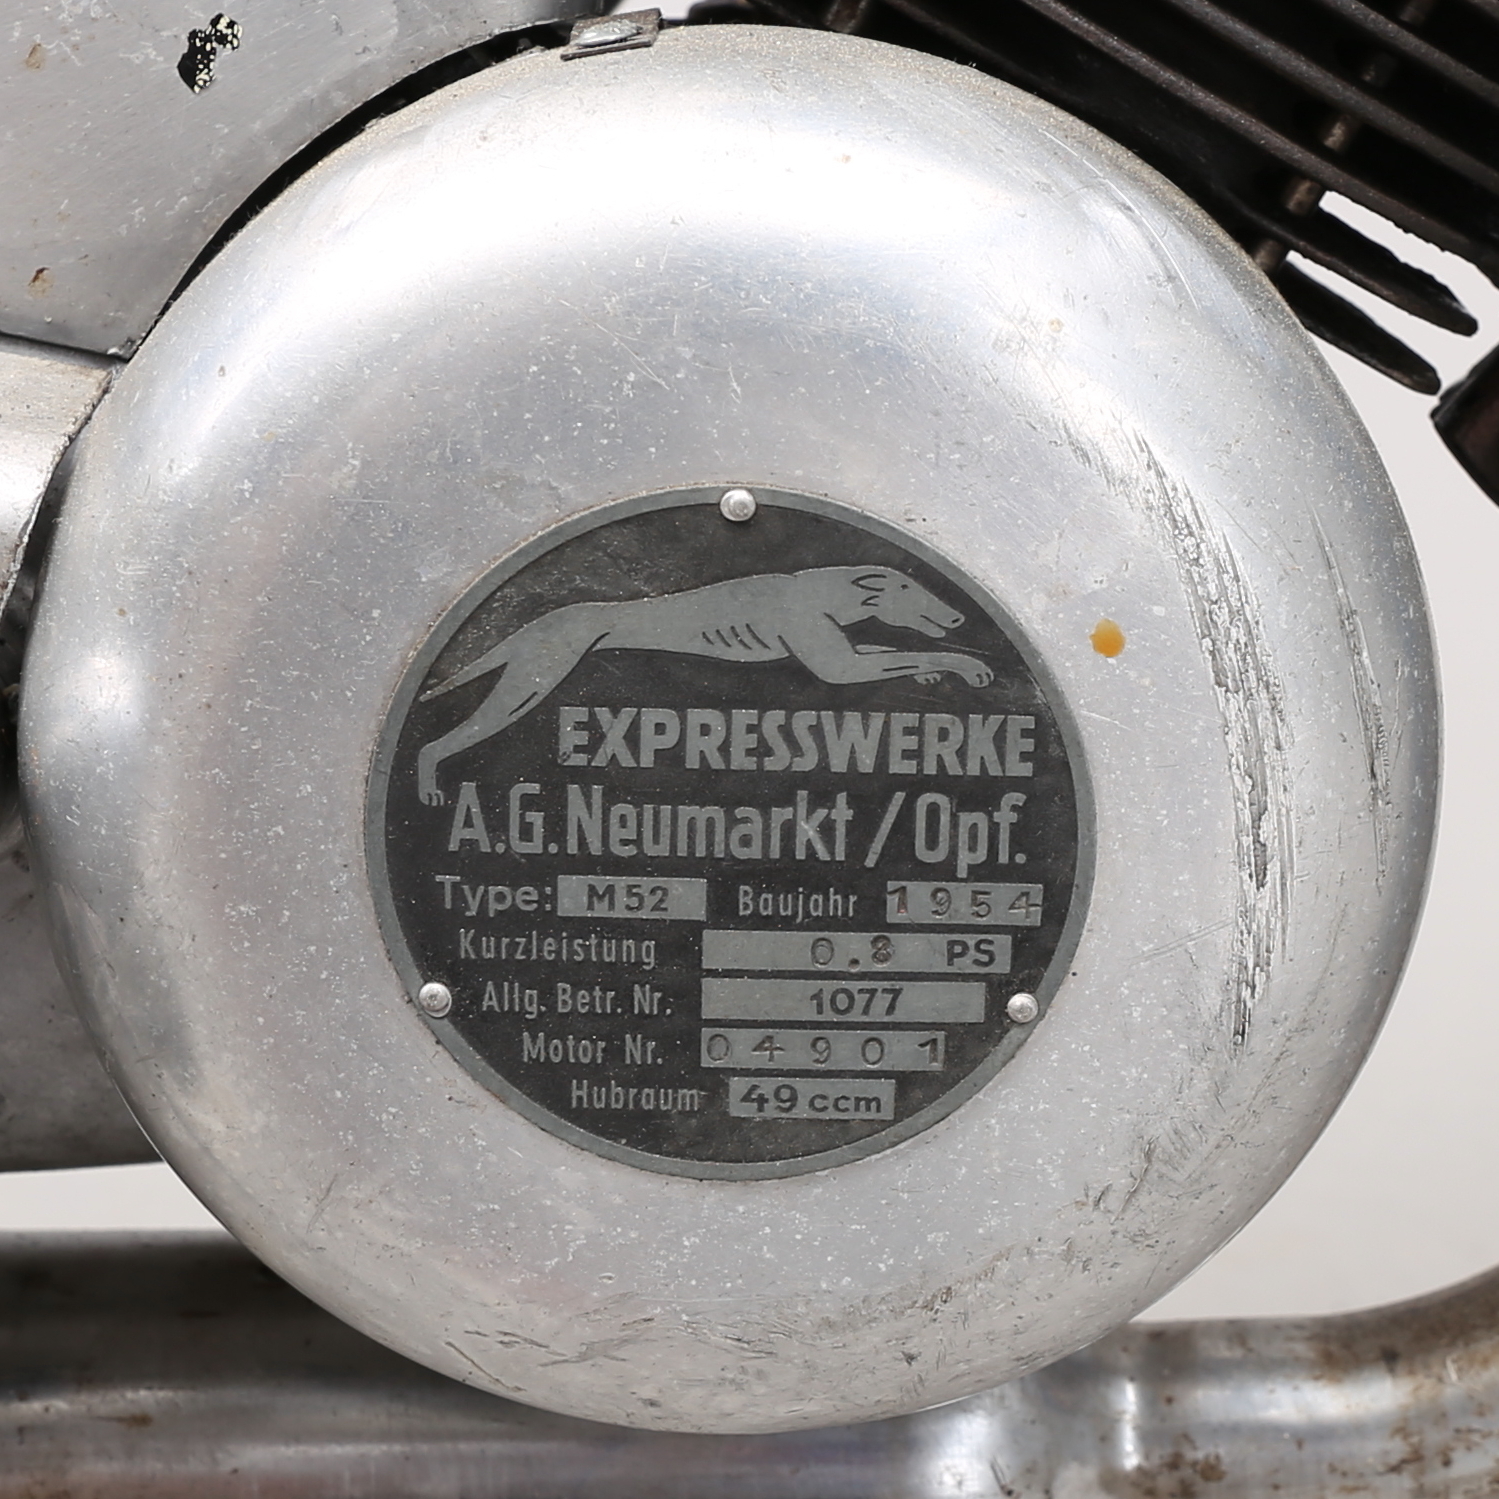 EXPRESSWERKE
A.G. Neumarkt / Opf.
Type: M52 Baujahr 1954
Kurzleistung 0.8 PS
Allg. Betr. Nr. 1077
Motor Nr. 04901
Hubraum 49 ccm